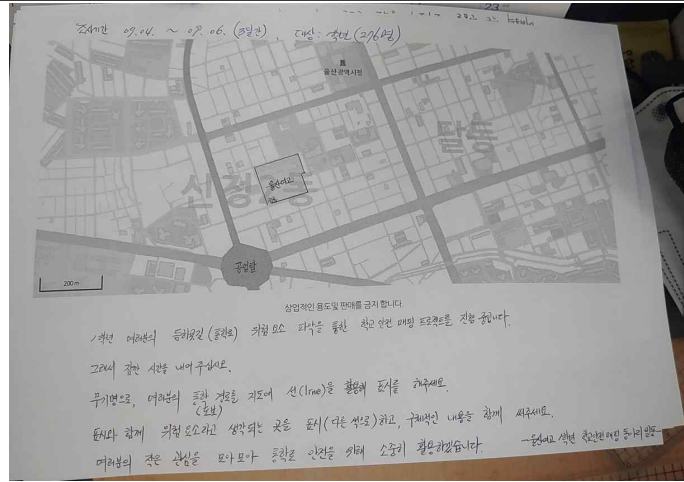 조사기간 09.04. ~ 09.06. (3일간), 대상: 1학년 (276명)
울산광역시청
신정2동
달동
울산여고
공업탑
200 m
상업적인 용도및 판매를 금지 합니다.
1학년 여러분의 등하굣길(통학로) 위험요소 파악을 통한 학교 안전 매핑 프로젝트를 진행 중입니다.
그래서 잠깐 시간을 내어 주십시오.
무기명으로, 여러분의 통학 경로를 지도에 선(line)을 활용해 표시를 해주세요.
(도보)
표시와 함께 위험요소라고 생각되는 곳을 표시(다른 색으로)하고, 구체적인 내용을 함께 써주세요.
여러분의 작은 관심을 모아모아 통학로 안전을 위해 소중히 활용하겠습니다.
-울산여고 1학년 학교안전매핑 동아리 일동-